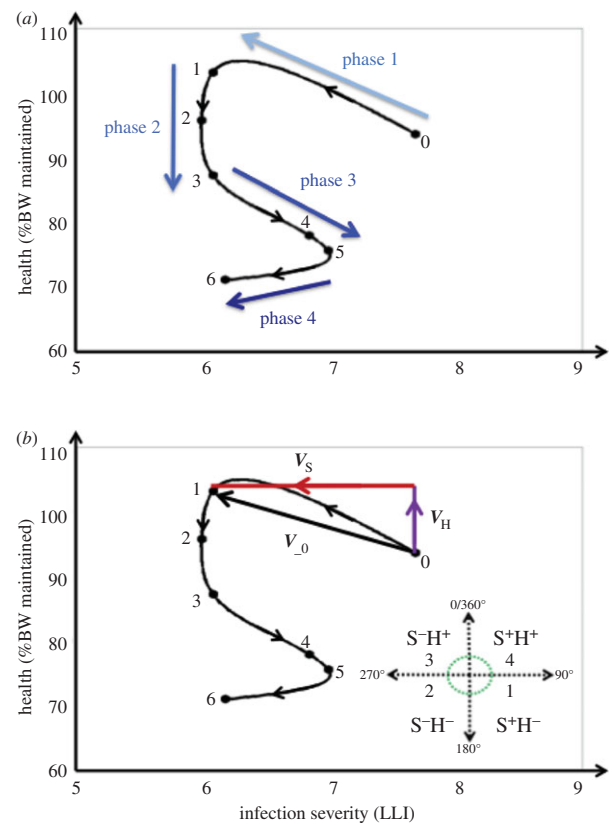 (a)
110
100
90
80
70
60
health (%BW maintained)
phase 1
phase 2
phase 3
phase 4
0
1
2
3
4
5
6
5
6
7
8
9
(b)
110
100
90
80
70
60
health (%BW maintained)
V_S
V_H
V_0
0
1
2
3
4
5
6
0/360°
S⁻H⁺
S⁺H⁺
3
4
270°
90°
2
1
S⁻H⁻
S⁺H⁻
180°
5
6
7
8
9
infection severity (LLI)